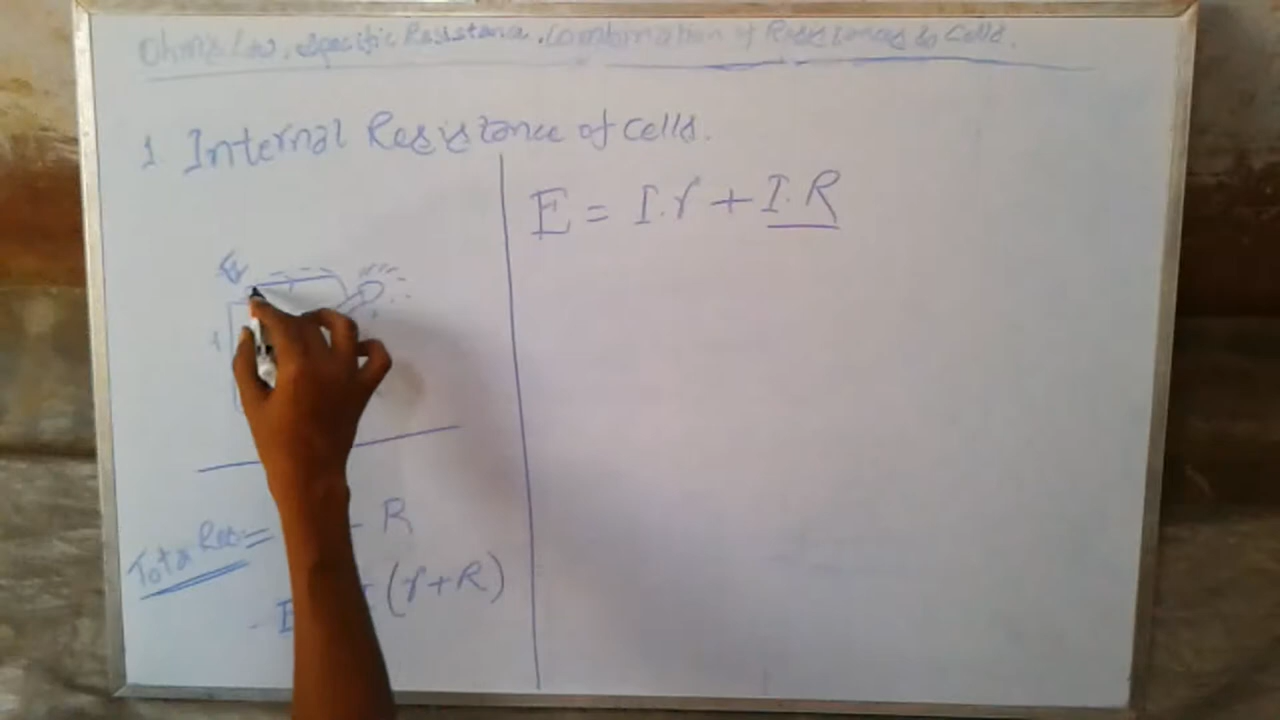 Ohm's Law, Specific Resistance, Combination of Resistances & Cells.
1 Internal Resistance of cells.
E = I.r + I.R
E
+
Total Res = - R
E (r+R)